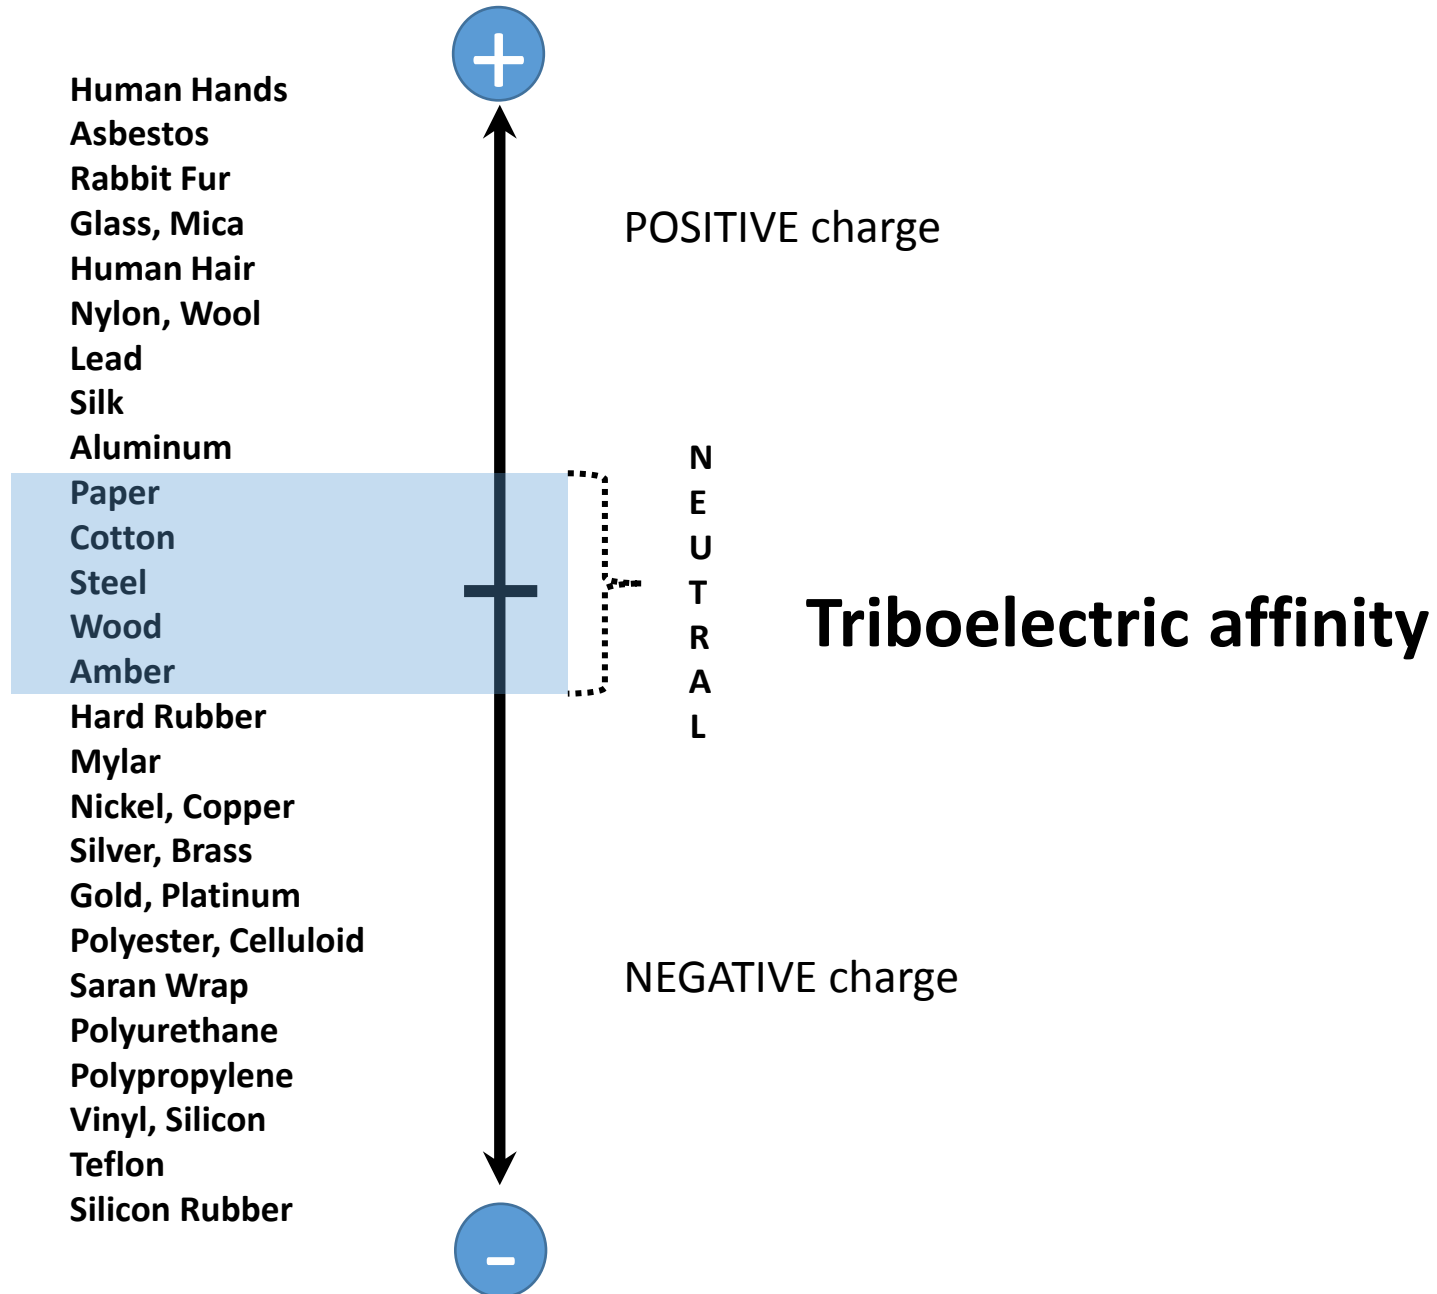 +
Human Hands
Asbestos
Rabbit Fur
Glass, Mica
Human Hair
Nylon, Wool
Lead
Silk
Aluminum
Paper
Cotton
Steel
Wood
Amber
Hard Rubber
Mylar
Nickel, Copper
Silver, Brass
Gold, Platinum
Polyester, Celluloid
Saran Wrap
Polyurethane
Polypropylene
Vinyl, Silicon
Teflon
Silicon Rubber
-
POSITIVE charge
N
E
U
T
R
A
L
Triboelectric affinity
NEGATIVE charge